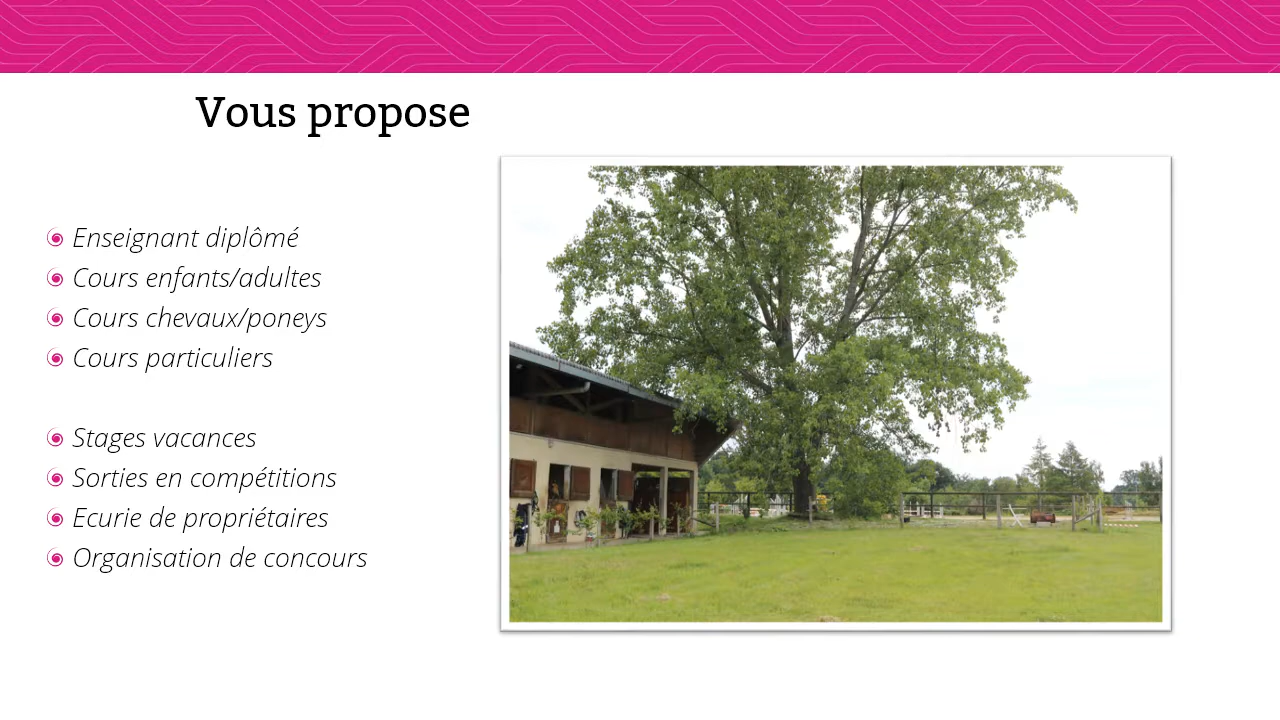 Vous propose
Enseignant diplômé
Cours enfants/adultes
Cours chevaux/poneys
Cours particuliers
Stages vacances
Sorties en compétitions
Ecurie de propriétaires
Organisation de concours